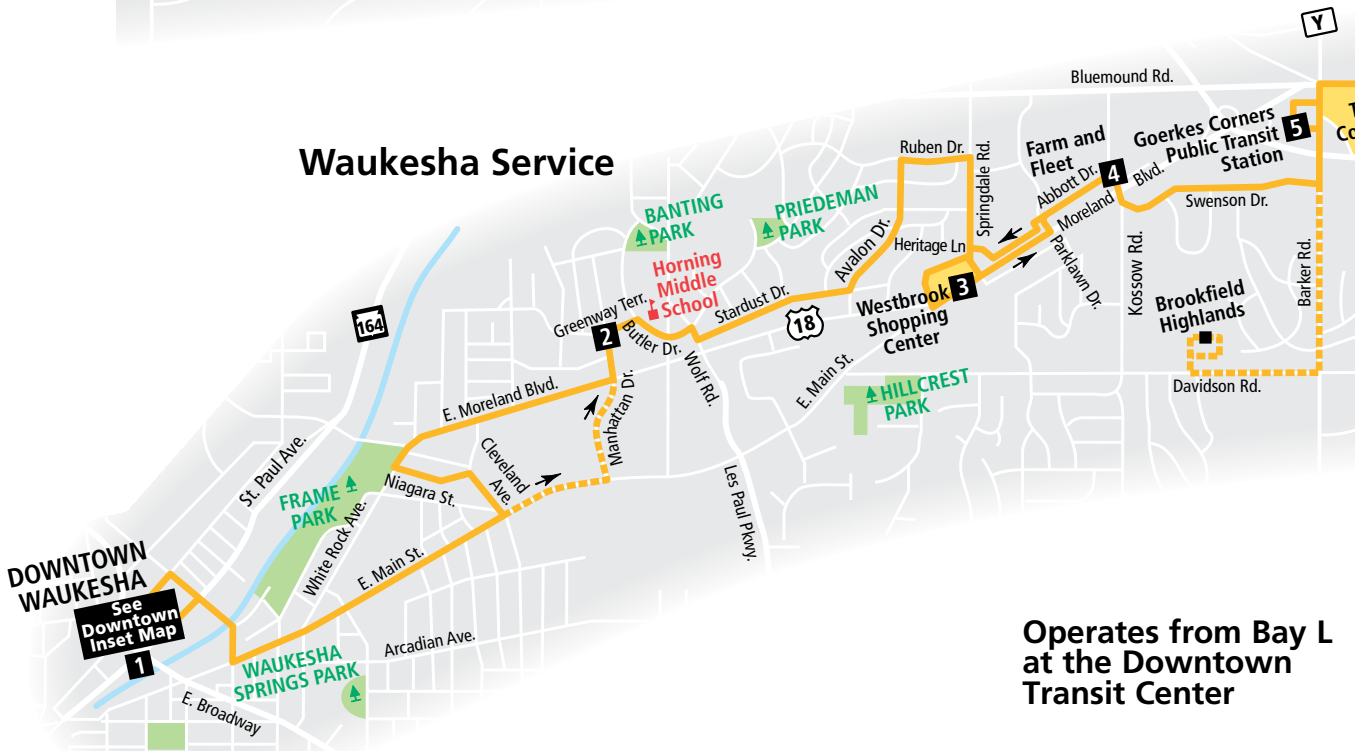 Y
Bluemound Rd.
Waukesha Service
Ruben Dr.
Springdale Rd.
Farm and
Fleet
Goerkes Corners
Public Transit
Station
5
T
Co
4
Abbott Dr.
Moreland
Blvd.
Swenson Dr.
BANTING
PARK
PRIEDEMAN
PARK
Avalon Dr.
Heritage Ln
Parklawn Dr.
Kossow Rd.
Barker Rd.
Horning
Middle
School
Stardust Dr.
Westbrook
Shopping
Center
3
Brookfield
Highlands
164
Greenway Terr.
2
Butler Dr.
18
Wolf Rd.
E. Main St.
HILLCREST
PARK
Davidson Rd.
E. Moreland Blvd.
Manhattan Dr.
St. Paul Ave.
Cleveland
Ave.
Niagara St.
FRAME
PARK
White Rock Ave.
Les Paul Pkwy.
E. Main St.
DOWNTOWN
WAUKESHA
See
Downtown
Inset Map
1
Arcadian Ave.
WAUKESHA
SPRINGS PARK
E. Broadway
Operates from Bay L
at the Downtown
Transit Center